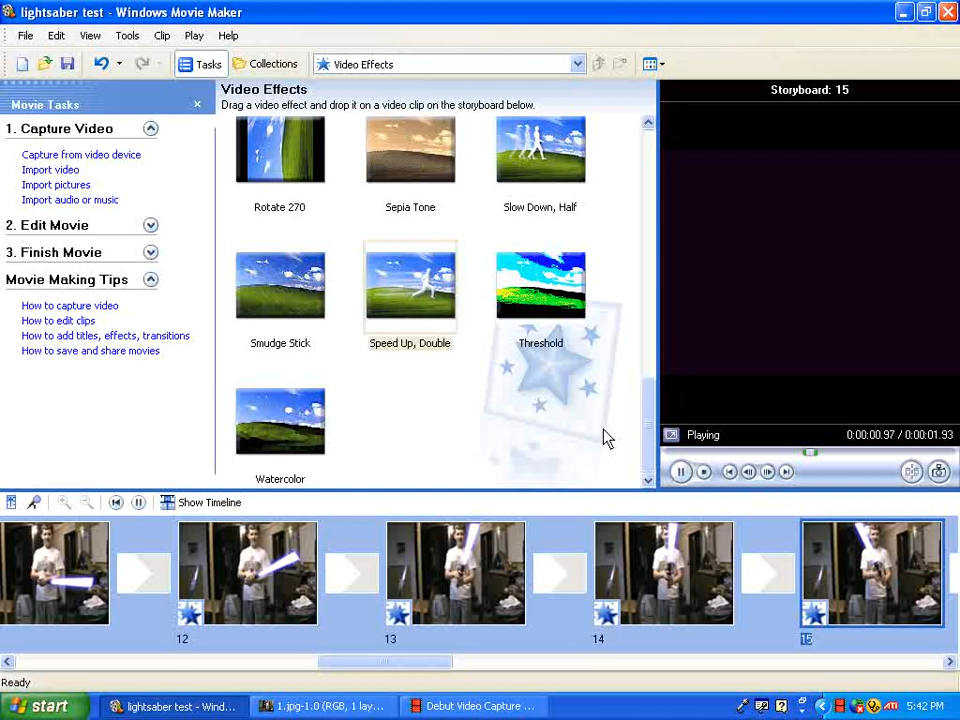 lightsaber test - Windows Movie Maker
File Edit View Tools Clip Play Help
Tasks Collections Video Effects
Movie Tasks
1. Capture Video
Capture from video device
Import video
Import pictures
Import audio or music
2. Edit Movie
3. Finish Movie
Movie Making Tips
How to capture video
How to edit clips
How to add titles, effects, transitions
How to save and share movies
Video Effects
Drag a video effect and drop it on a video clip on the storyboard below.
Rotate 270 Sepia Tone Slow Down, Half
Smudge Stick Speed Up, Double Threshold
Watercolor
Storyboard: 15
Playing 0:00:00.97 / 0:00:01.93
Show Timeline
12 13 14 15
Ready
start lightsaber test - Wind... 1.jpg-1.0 (RGB, 1 lay... Debut Video Capture ... ATI 5:42 PM